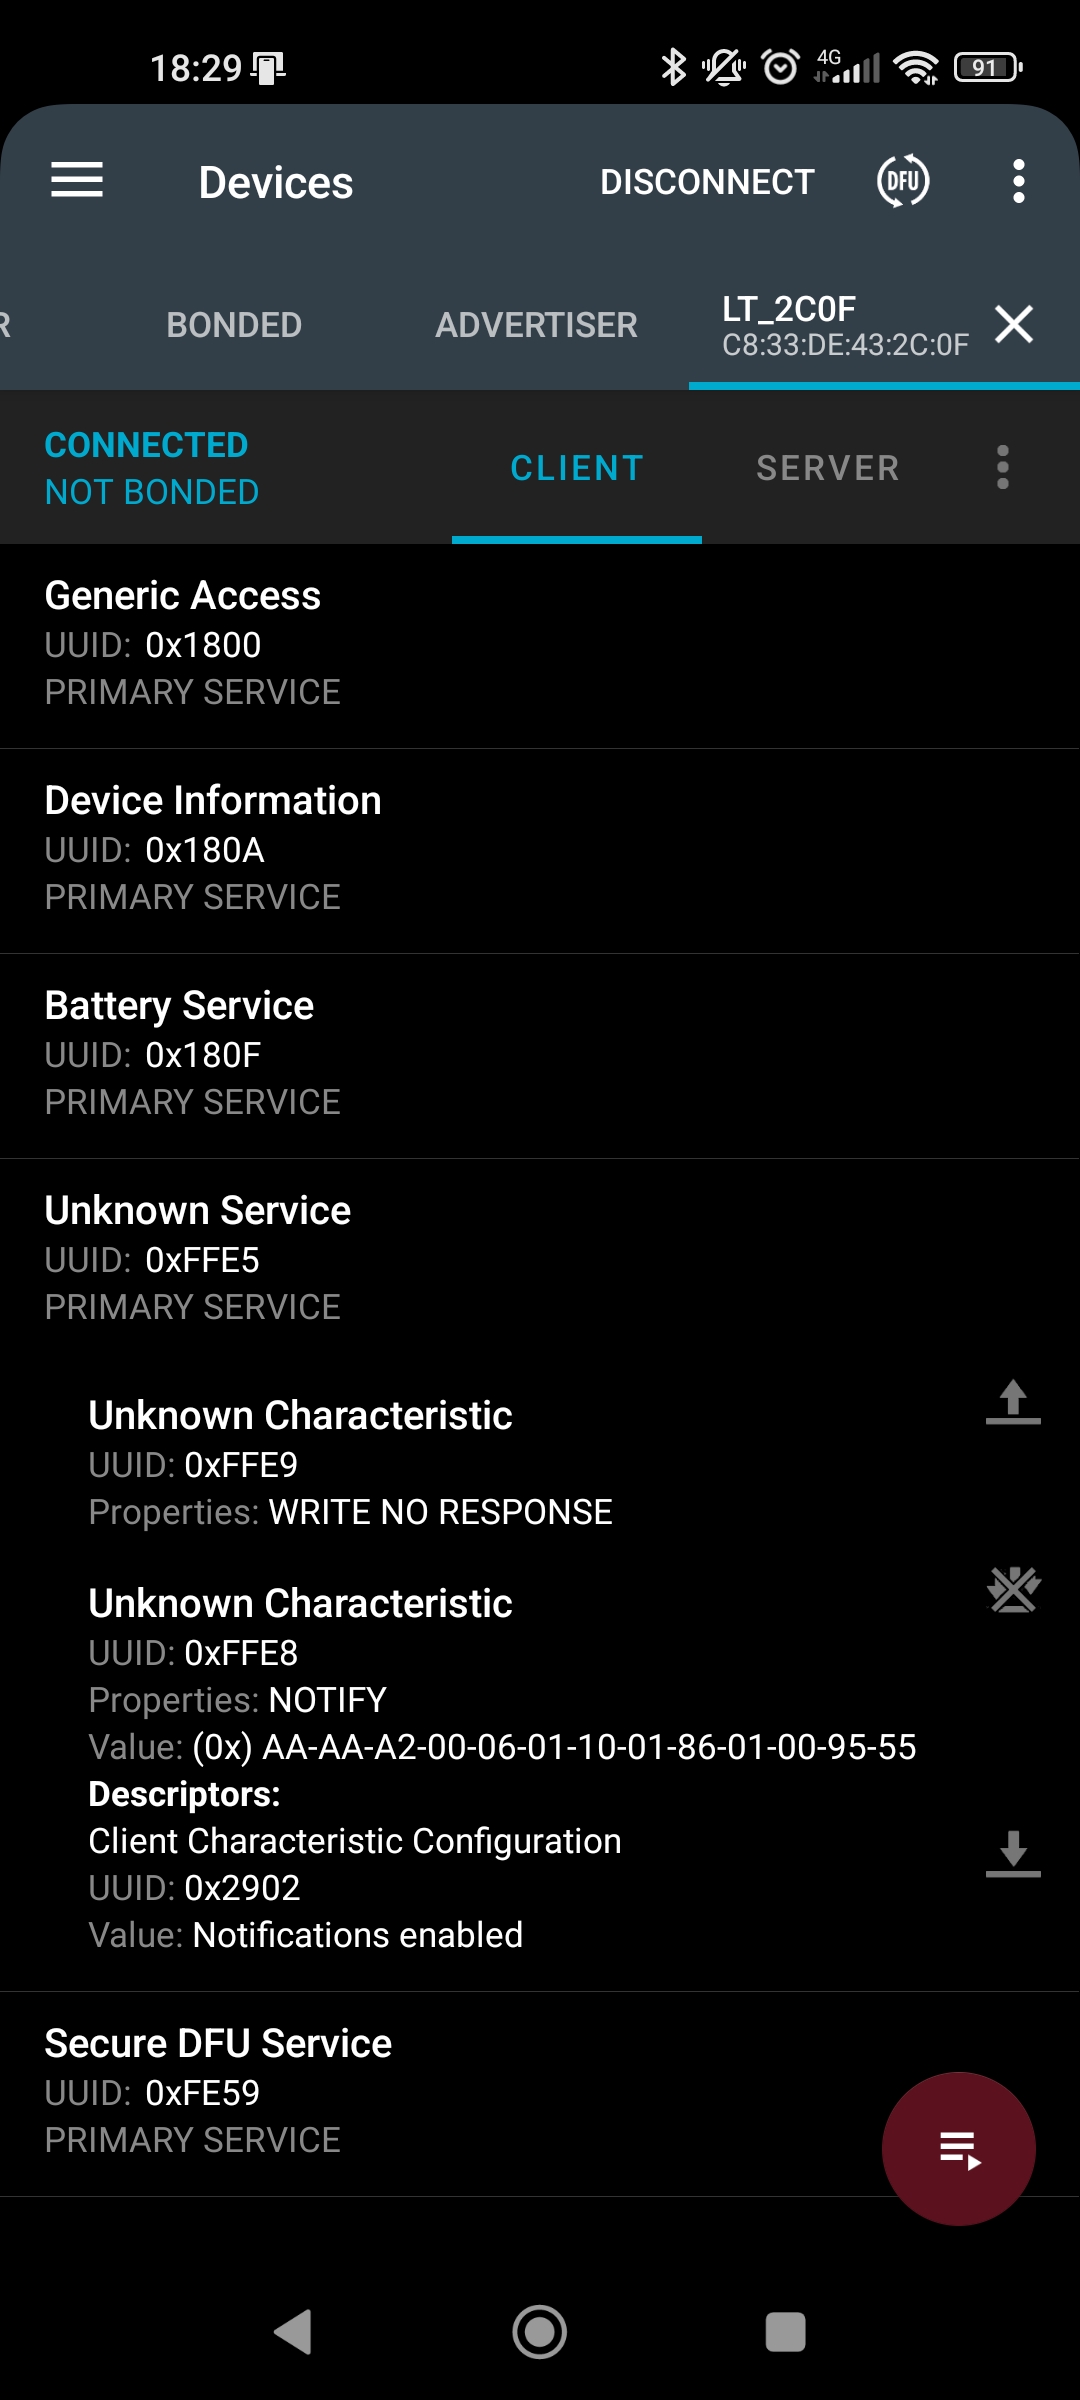 18:29
4G
91
Devices
DISCONNECT
DFU
R
BONDED
ADVERTISER
LT_2C0F
C8:33:DE:43:2C:0F
CONNECTED
NOT BONDED
CLIENT
SERVER
Generic Access
UUID: 0x1800
PRIMARY SERVICE
Device Information
UUID: 0x180A
PRIMARY SERVICE
Battery Service
UUID: 0x180F
PRIMARY SERVICE
Unknown Service
UUID: 0xFFE5
PRIMARY SERVICE
Unknown Characteristic
UUID: 0xFFE9
Properties: WRITE NO RESPONSE
Unknown Characteristic
UUID: 0xFFE8
Properties: NOTIFY
Value: (0x) AA-AA-A2-00-06-01-10-01-86-01-00-95-55
Descriptors:
Client Characteristic Configuration
UUID: 0x2902
Value: Notifications enabled
Secure DFU Service
UUID: 0xFE59
PRIMARY SERVICE